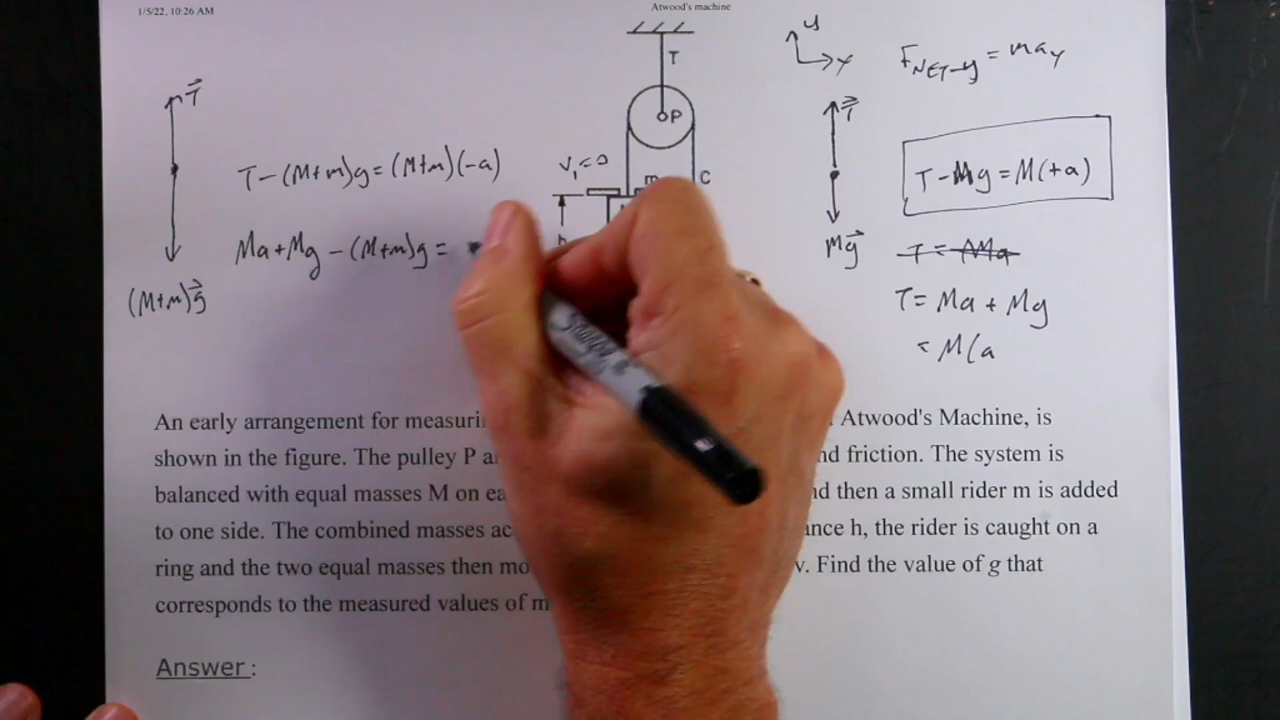 1/5/22, 10:26 AM
Atwood's machine
T
P
C
m
V₁=0
h
T⃗
(M+m)g⃗
T-(M+m)g=(M+m)(-a)
Ma+Mg-(M+m)g=
y
x
T⃗
Mg⃗
F_NET-y = ma_y
T-Mg=M(+a)
T=Ma
T= Ma + Mg
= M(a
An early arrangement for measuri Atwood's Machine, is
shown in the figure. The pulley P a nd friction. The system is
balanced with equal masses M on ea nd then a small rider m is added
to one side. The combined masses ac ance h, the rider is caught on a
ring and the two equal masses then mo v. Find the value of g that
corresponds to the measured values of m
Answer: